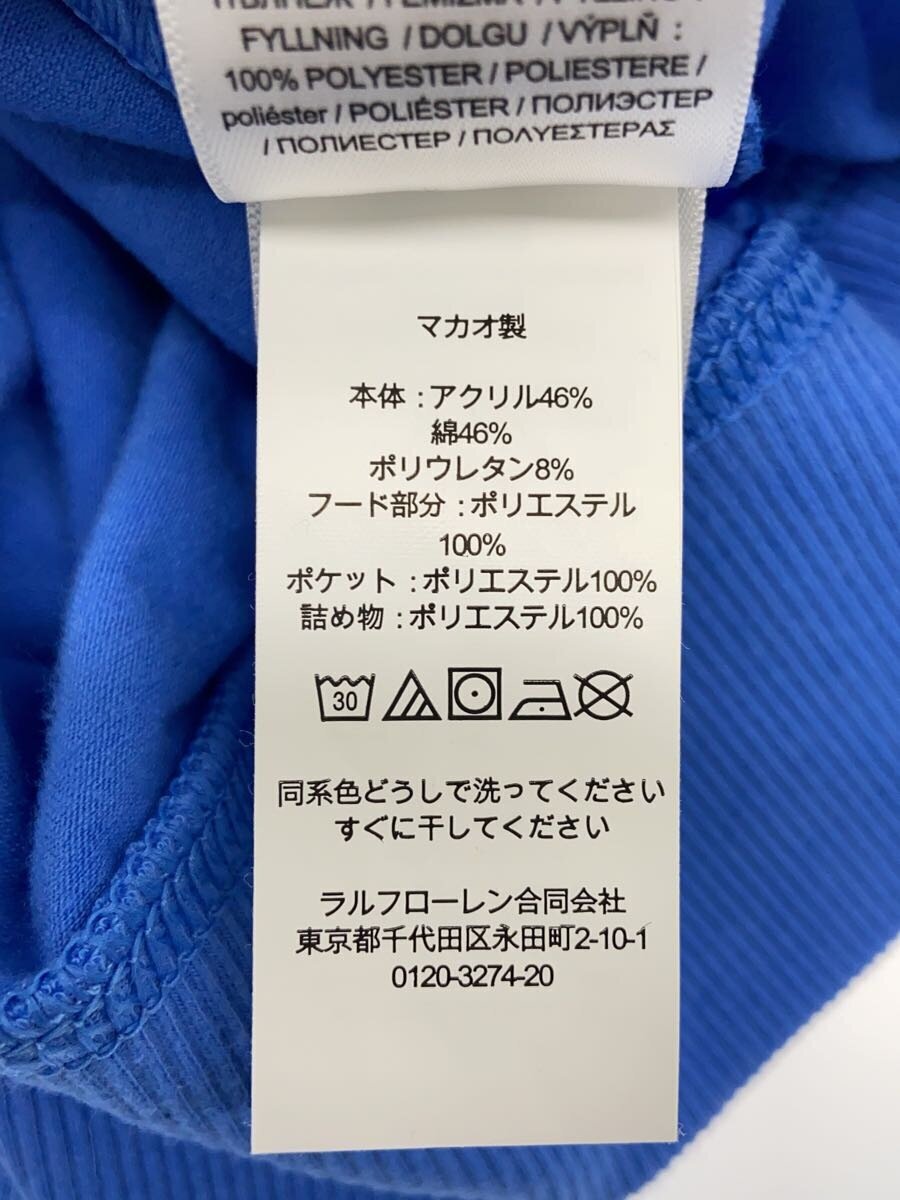 FYLLNING / DOLGU / VÝPLŇ :
100% POLYESTER / POLIESTERE /
poliéster / POLIÉSTER / ПОЛИЭСТЕР
/ ПОЛИЕСТЕР / ΠΟΛΥΕΣΤΕΡΑΣ
マカオ製
本体 : アクリル46%
綿46%
ポリウレタン8%
フード部分 : ポリエステル
100%
ポケット : ポリエステル100%
詰め物 : ポリエステル100%
30
同系色どうしで洗ってください
すぐに干してください
ラルフローレン合同会社
東京都千代田区永田町2-10-1
0120-3274-20